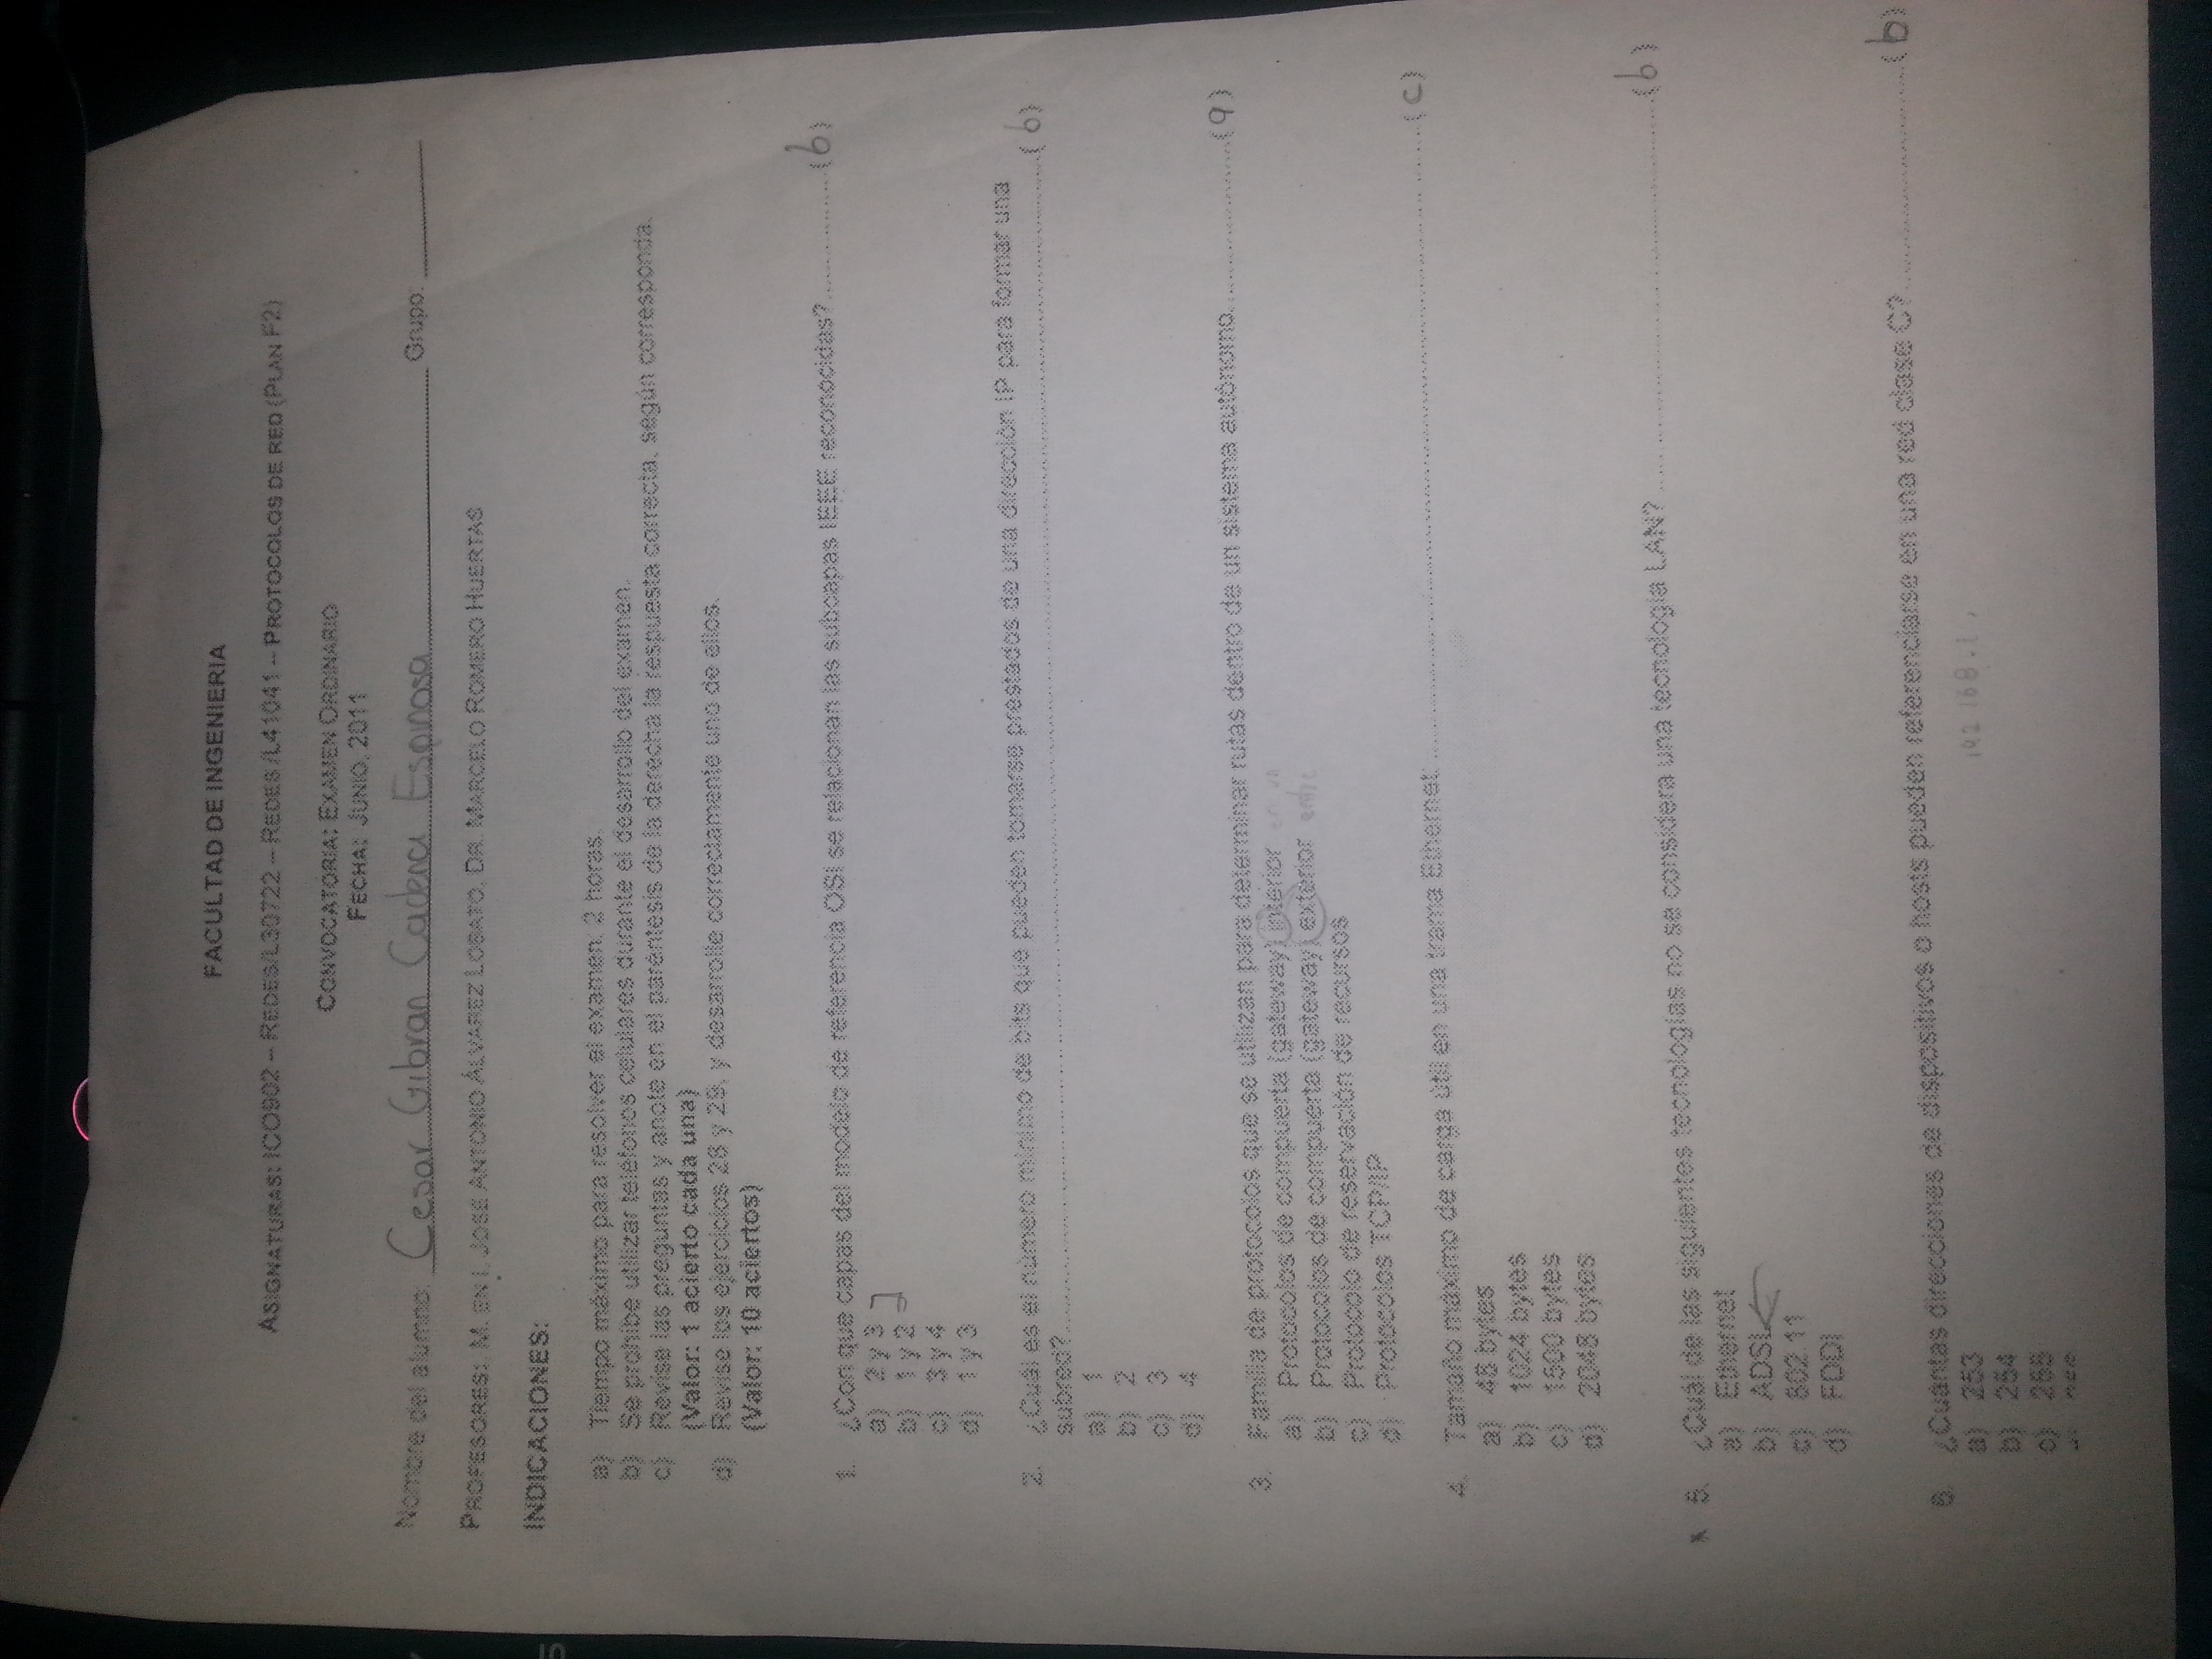 FACULTAD DE INGENIERIA
ASIGNATURAS: ICO902 – REDES/L30722 – REDES /L41041 – PROTOCOLOS DE RED (PLAN F2)
CONVOCATORIA: EXAMEN ORDINARIO
FECHA: JUNIO, 2011
Nombre del alumno: Cesar Gibran Cadena Espinosa Grupo:
PROFESORES: M. EN I. JOSE ANTONIO ÁLVAREZ LOBATO, DR. MARCELO ROMERO HUERTAS
INDICACIONES:
a) Tiempo máximo para resolver el examen: 2 horas.
b) Se prohíbe utilizar teléfonos celulares durante el desarrollo del examen.
c) Revise las preguntas y anote en el paréntesis de la derecha la respuesta correcta, según corresponda.
(Valor: 1 acierto cada una)
d) Revise los ejercicios 28 y 29, y desarrolle correctamente uno de ellos.
(Valor: 10 aciertos)
1. ¿Con que capas del modelo de referencia OSI se relacionan las subcapas IEEE reconocidas? (b)
a) 2 y 3
b) 1 y 2
c) 3 y 4
d) 1 y 3
2. ¿Cuál es el número mínimo de bits que pueden tomarse prestados de una dirección IP para formar una
subred? (b)
a) 1
b) 2
c) 3
d) 4
3. Familia de protocolos que se utilizan para determinar rutas dentro de un sistema autónomo. (a)
a) Protocolos de compuerta (gateway) interior en un
b) Protocolos de compuerta (gateway) exterior entre
c) Protocolo de reservación de recursos
d) Protocolos TCP/IP
4. Tamaño máximo de carga útil en una trama Ethernet: (c)
a) 48 bytes
b) 1024 bytes
c) 1500 bytes
d) 2048 bytes
x 5. ¿Cuál de las siguientes tecnologías no se considera una tecnología LAN? (b)
a) Ethernet
b) ADSL
c) 802.11
d) FDDI
6. ¿Cuántas direcciones de dispositivos o hosts pueden referenciarse en una red clase C? (b)
a) 253
192.168.1.
b) 254
c) 255